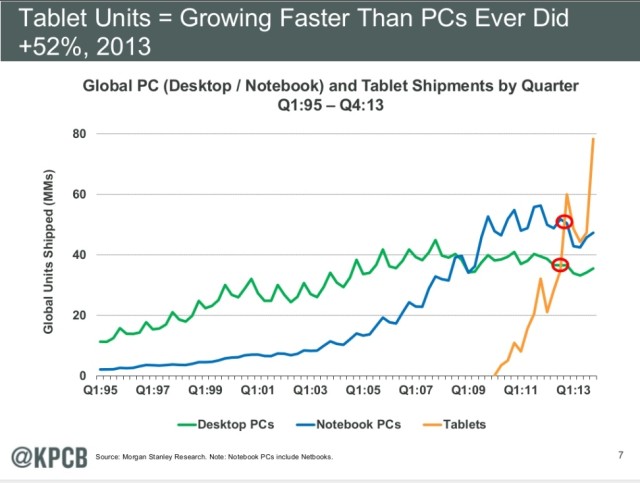 Tablet Units = Growing Faster Than PCs Ever Did
+52%, 2013
Global PC (Desktop / Notebook) and Tablet Shipments by Quarter
Q1:95 – Q4:13
Global Units Shipped (MMs)
80
60
40
20
0
Q1:95 Q1:97 Q1:99 Q1:01 Q1:03 Q1:05 Q1:07 Q1:09 Q1:11 Q1:13
Desktop PCs Notebook PCs Tablets
@KPCB Source: Morgan Stanley Research. Note: Notebook PCs include Netbooks. 7